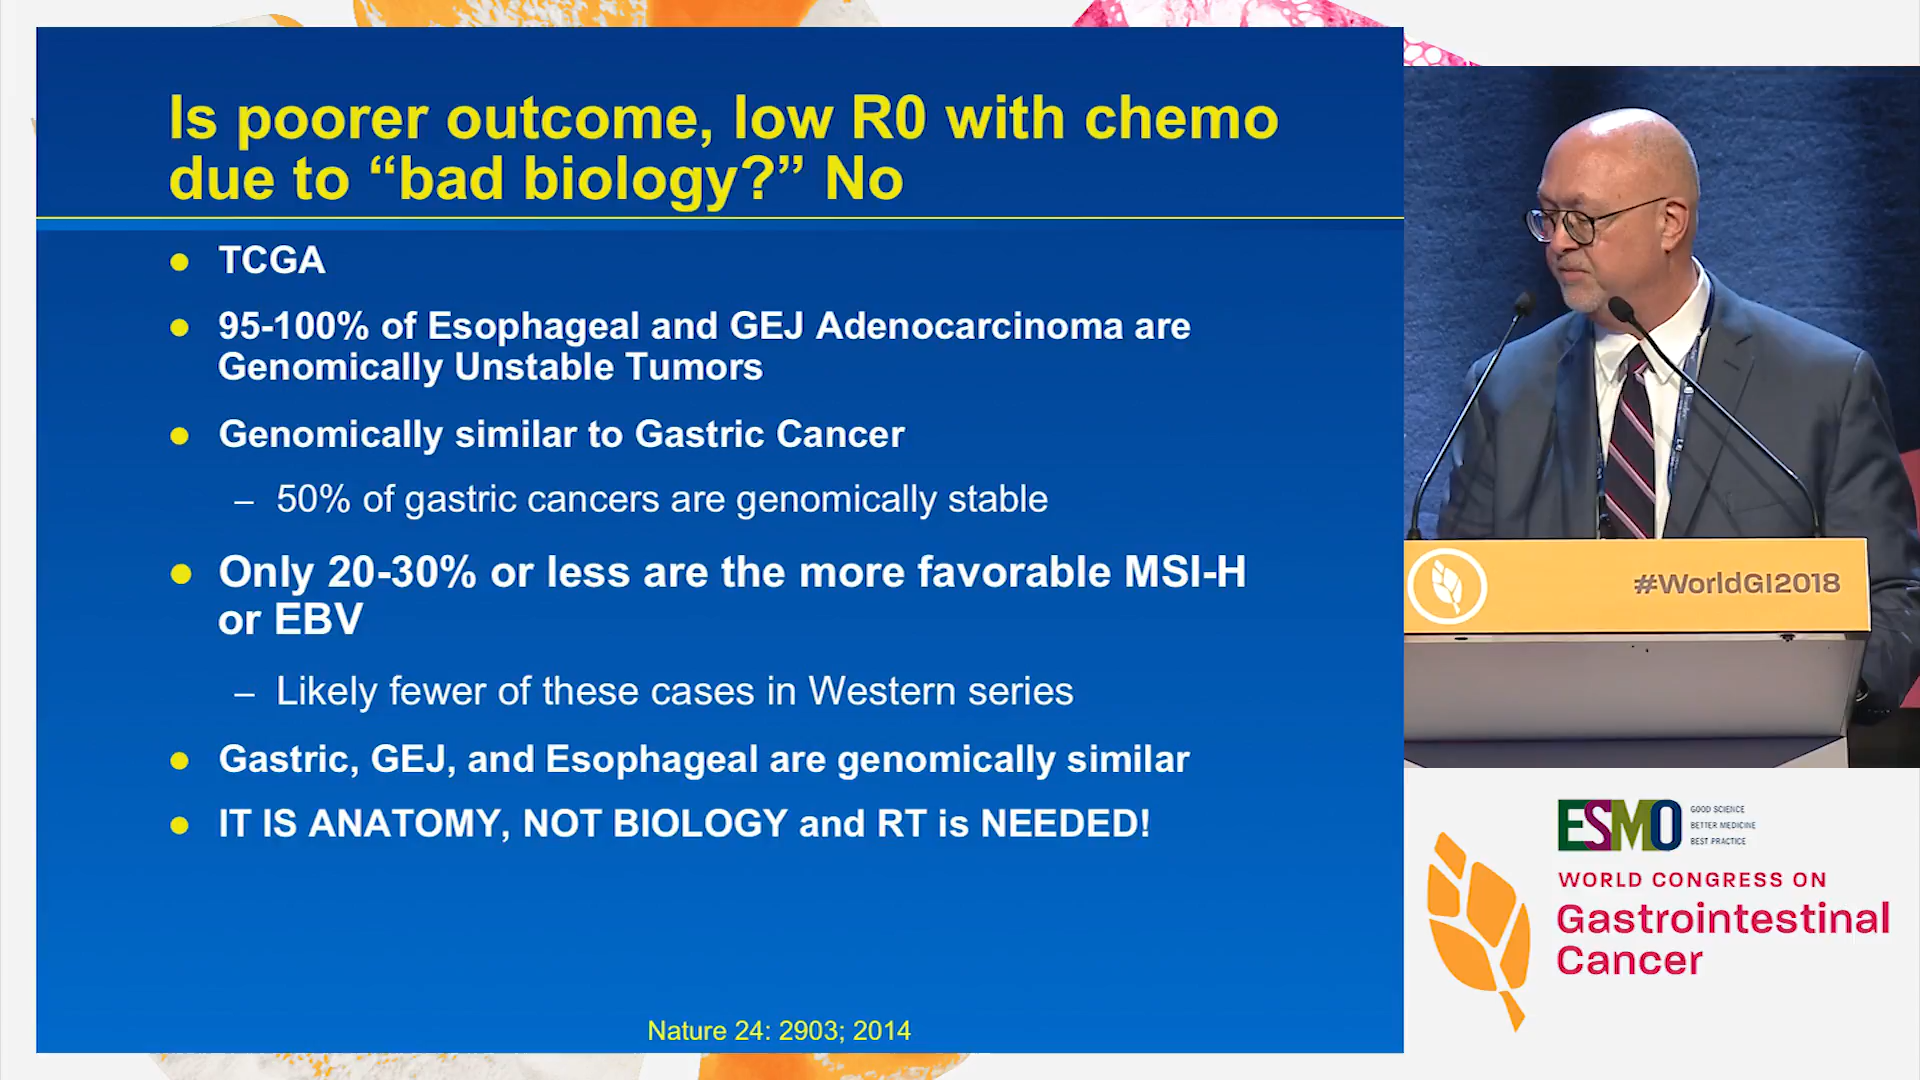 Is poorer outcome, low R0 with chemo
due to “bad biology?” No
TCGA
95-100% of Esophageal and GEJ Adenocarcinoma are
Genomically Unstable Tumors
Genomically similar to Gastric Cancer
– 50% of gastric cancers are genomically stable
Only 20-30% or less are the more favorable MSI-H
or EBV
– Likely fewer of these cases in Western series
Gastric, GEJ, and Esophageal are genomically similar
IT IS ANATOMY, NOT BIOLOGY and RT is NEEDED!
Nature 24: 2903; 2014
#WorldGI2018
ESMO
GOOD SCIENCE
BETTER MEDICINE
BEST PRACTICE
WORLD CONGRESS ON
Gastrointestinal
Cancer